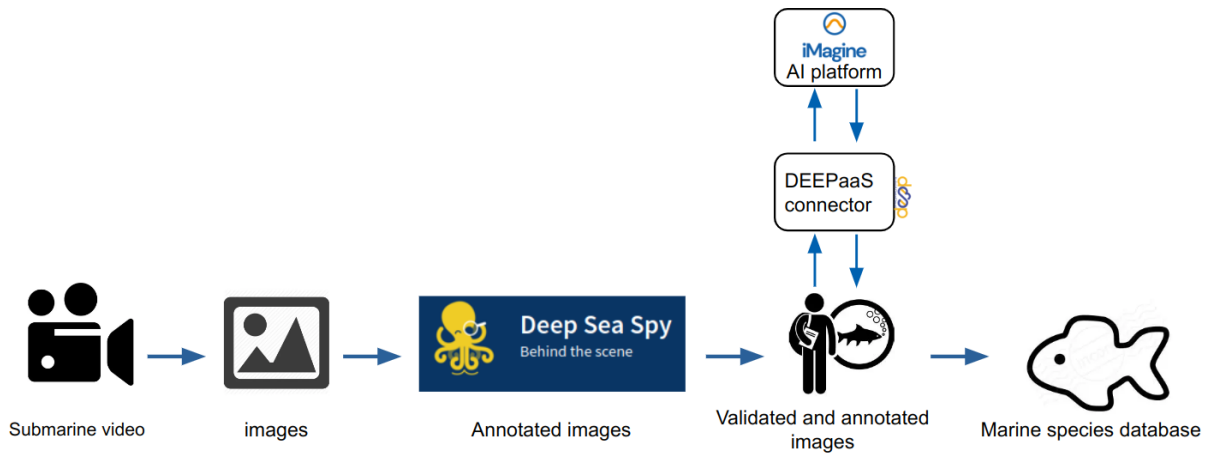 iMagine
AI platform
DEEPaaS
connector
deep
Deep Sea Spy
Behind the scene
Submarine video
images
Annotated images
Validated and annotated
images
Marine species database